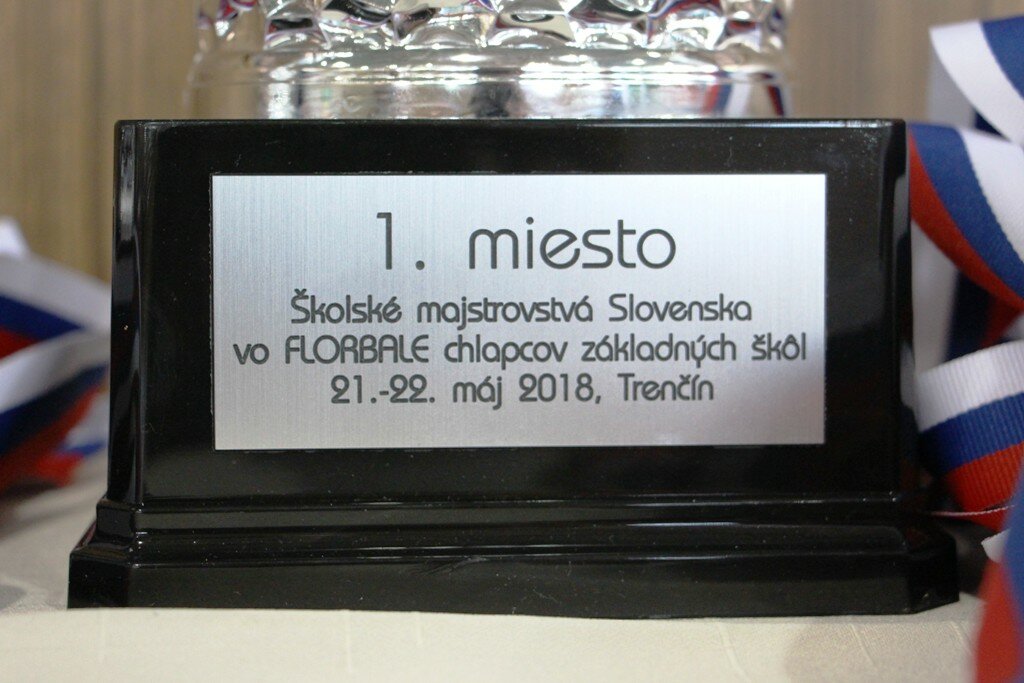 1. miesto
Školské majstrovstvá Slovenska
vo FLORBALE chlapcov základných škôl
21.-22. máj 2018, Trenčín